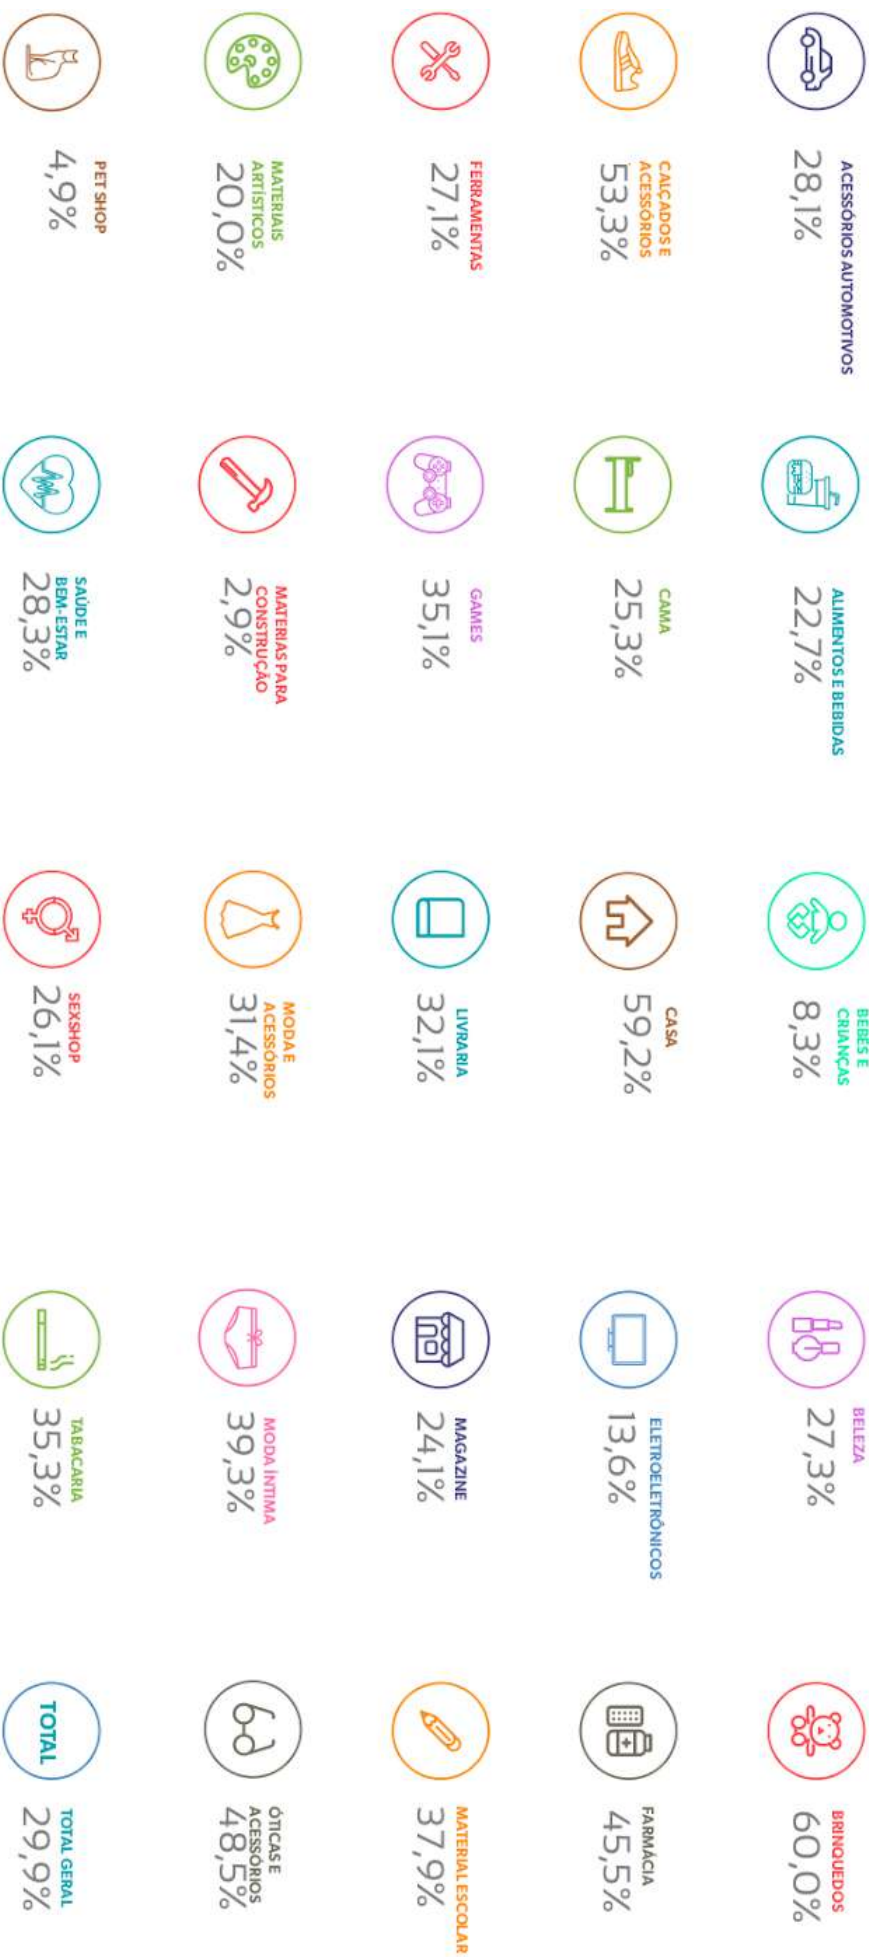 ACESSÓRIOS AUTOMOTIVOS
28,1%
ALIMENTOS E BEBIDAS
22,7%
BEBES E
CRIANÇAS
8,3%
BELEZA
27,3%
BRINQUEDOS
60,0%
CALÇADOS E
ACESSÓRIOS
53,3%
CAMA
25,3%
CASA
59,2%
ELETROELETRÔNICOS
13,6%
FARMÁCIA
45,5%
FERRAMENTAS
27,1%
GAMES
35,1%
LIVRARIA
32,1%
MAGAZINE
24,1%
MATERIAL ESCOLAR
37,9%
MATERIAIS
ARTÍSTICOS
20,0%
MATERIAS PARA
CONSTRUÇÃO
2,9%
MODA E
ACESSÓRIOS
31,4%
MODA ÍNTIMA
39,3%
ÓTICAS E
ACESSÓRIOS
48,5%
PET SHOP
4,9%
SAÚDE E
BEM-ESTAR
28,3%
SEXSHOP
26,1%
TABACARIA
35,3%
TOTAL
TOTAL GERAL
29,9%